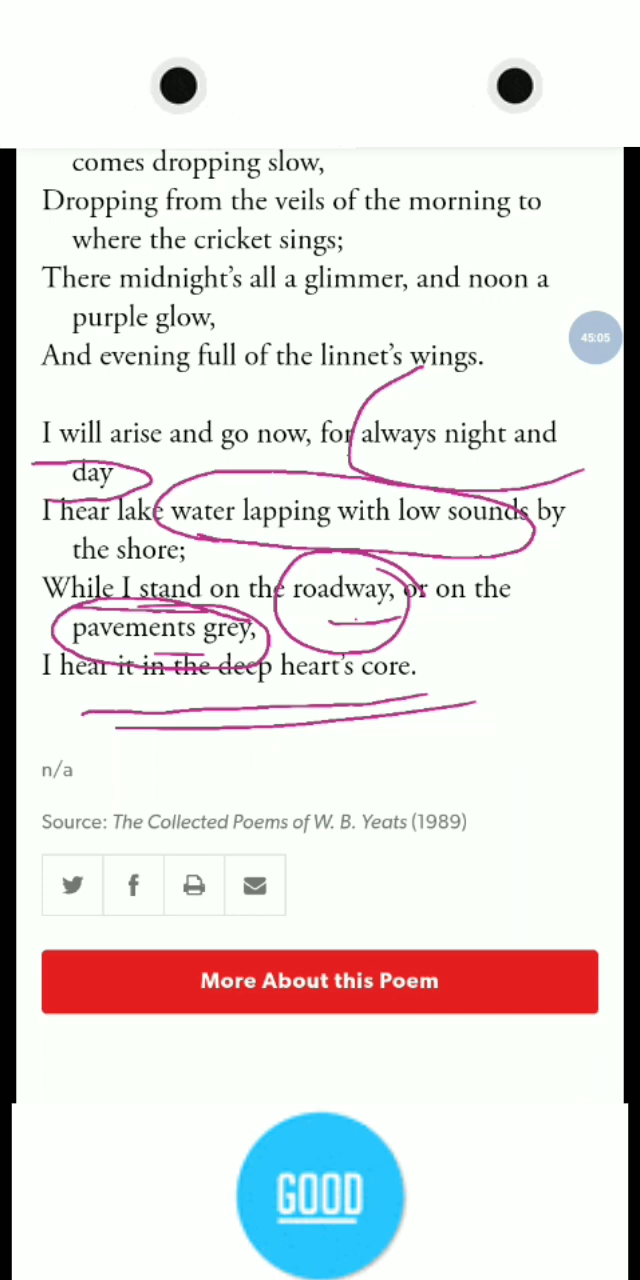 comes dropping slow,
Dropping from the veils of the morning to
where the cricket sings;
There midnight’s all a glimmer, and noon a
purple glow,
And evening full of the linnet’s wings.
45:05
I will arise and go now, for always night and
day
I hear lake water lapping with low sounds by
the shore;
While I stand on the roadway, or on the
pavements grey,
I hear it in the deep heart’s core.
n/a
Source: The Collected Poems of W. B. Yeats (1989)
f
More About this Poem
GOOD